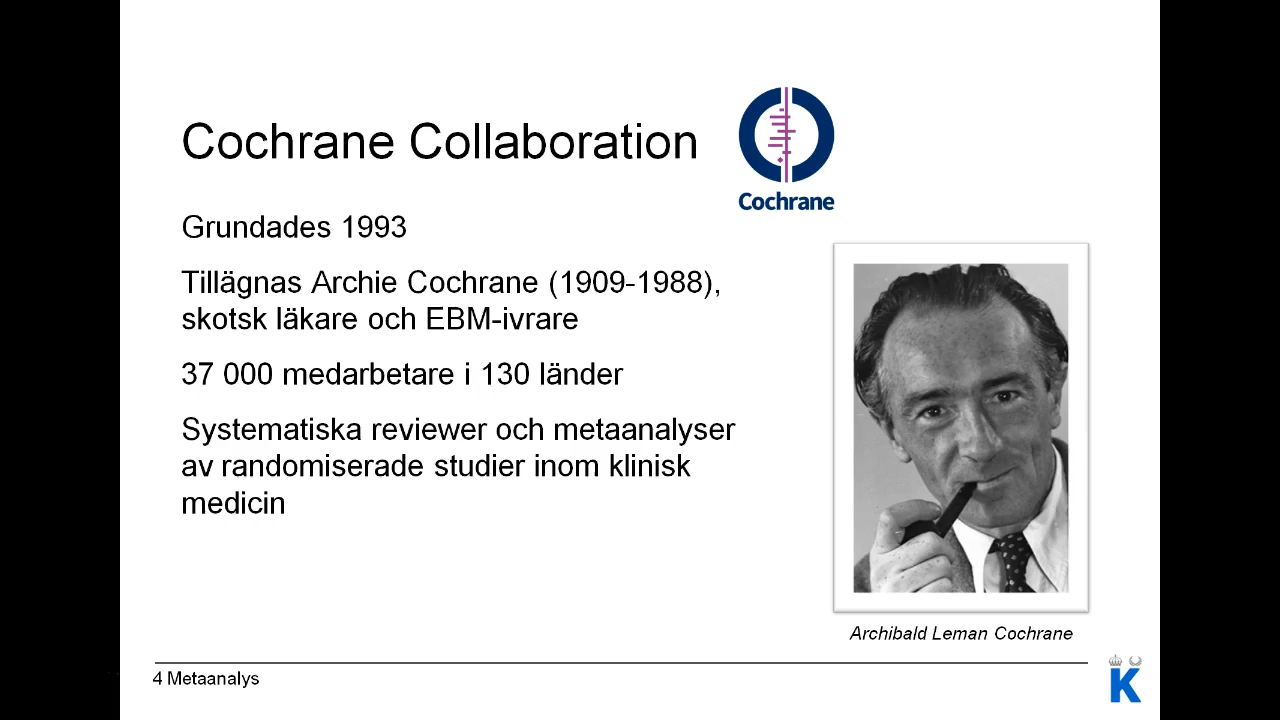 Cochrane Collaboration
Cochrane
Grundades 1993
Tillägnas Archie Cochrane (1909-1988),
skotsk läkare och EBM-ivrare
37 000 medarbetare i 130 länder
Systematiska reviewer och metaanalyser
av randomiserade studier inom klinisk
medicin
Archibald Leman Cochrane
4 Metaanalys
K